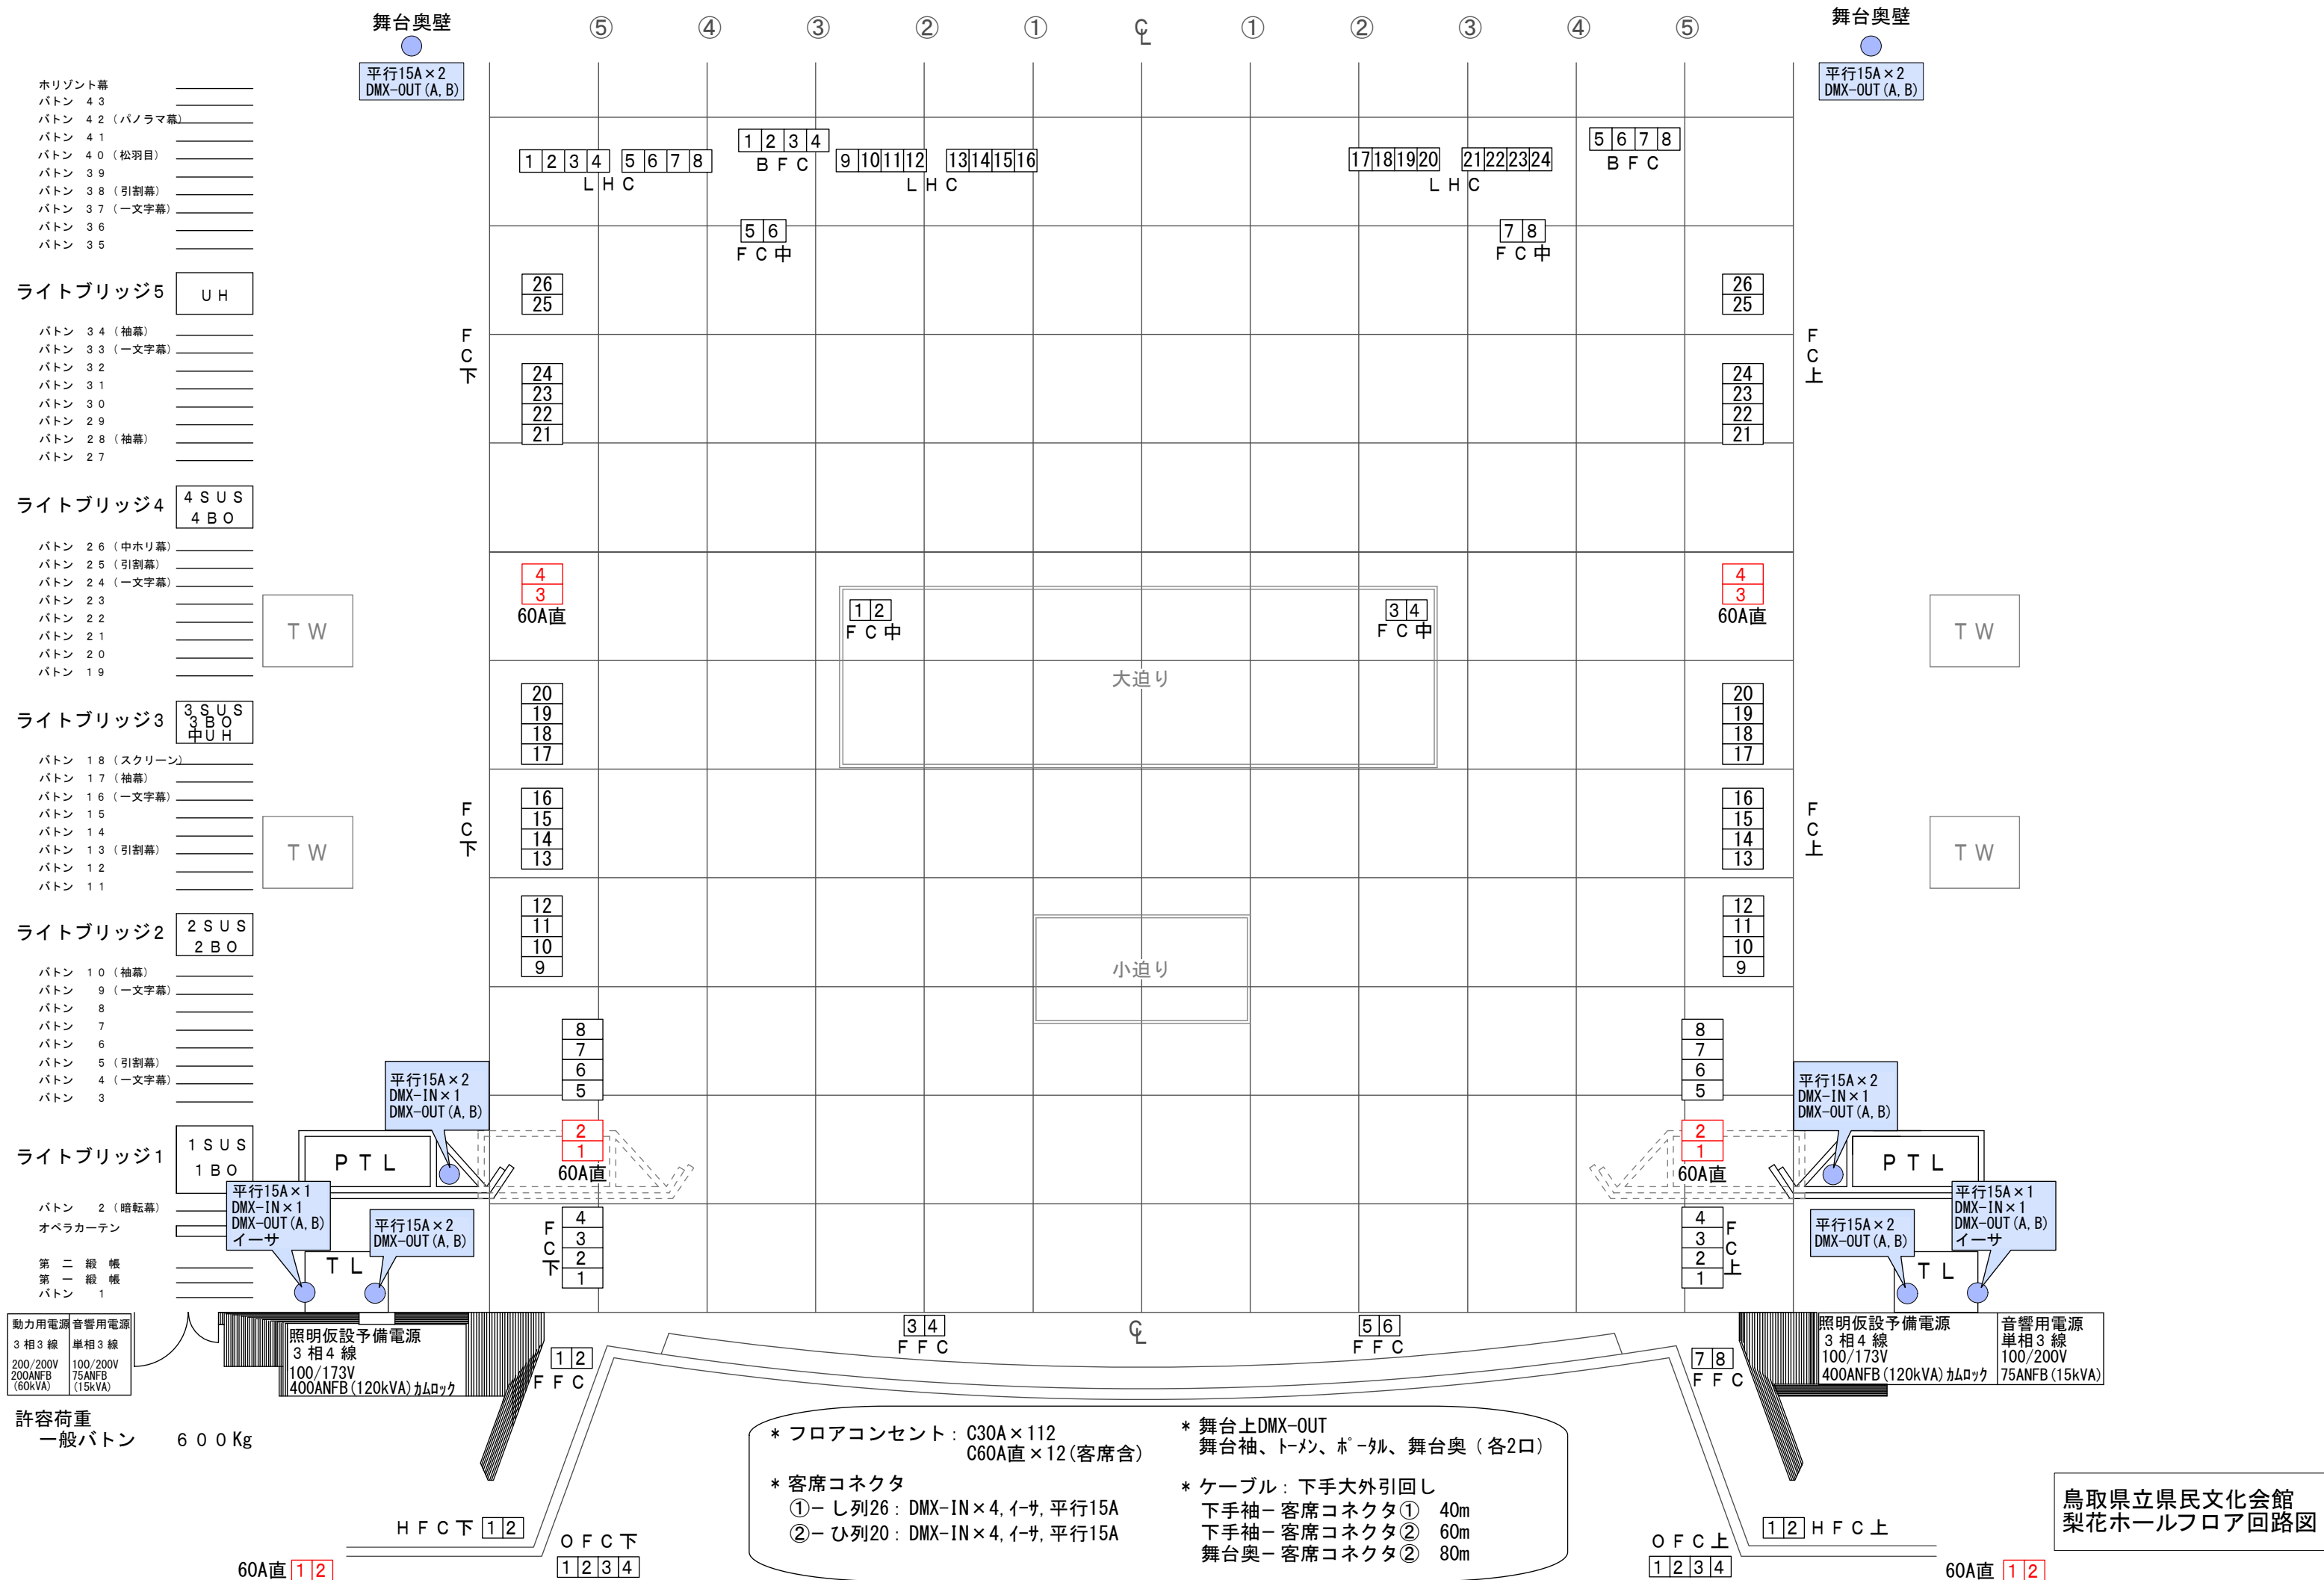 舞台奥壁
平行15A×2
DMX-OUT(A,B)
⑤ ④ ③ ② ① ℄ ① ② ③ ④ ⑤
舞台奥壁
平行15A×2
DMX-OUT(A,B)
ホリゾント幕
バトン 43
バトン 42(パノラマ幕)
バトン 41
バトン 40(松羽目)
バトン 39
バトン 38(引割幕)
バトン 37(一文字幕)
バトン 36
バトン 35
ライトブリッジ5 UH
バトン 34(袖幕)
バトン 33(一文字幕)
バトン 32
バトン 31
バトン 30
バトン 29
バトン 28(袖幕)
バトン 27
ライトブリッジ4 4SUS
4BO
バトン 26(中ホリ幕)
バトン 25(引割幕)
バトン 24(一文字幕)
バトン 23
バトン 22
バトン 21
バトン 20
バトン 19
ライトブリッジ3 3SUS
3BO
中UH
バトン 18(スクリーン)
バトン 17(袖幕)
バトン 16(一文字幕)
バトン 15
バトン 14
バトン 13(引割幕)
バトン 12
バトン 11
ライトブリッジ2 2SUS
2BO
バトン 10(袖幕)
バトン 9(一文字幕)
バトン 8
バトン 7
バトン 6
バトン 5(引割幕)
バトン 4(一文字幕)
バトン 3
ライトブリッジ1 1SUS
1BO
バトン 2(暗転幕)
オペラカーテン
第二緞帳
第一緞帳
バトン 1
TW
TW
TW
TW
1 2 3 4 5 6 7 8
LHC
1 2 3 4
BFC
9 10 11 12 13 14 15 16
LHC
17 18 19 20 21 22 23 24
LHC
5 6 7 8
BFC
5 6
FC中
7 8
FC中
26
25
26
25
FC下
FC上
24
23
22
21
24
23
22
21
4
3
60A直
4
3
60A直
1 2
FC中
3 4
FC中
大迫り
20
19
18
17
20
19
18
17
FC下
FC上
16
15
14
13
16
15
14
13
12
11
10
9
12
11
10
9
小迫り
8
7
6
5
8
7
6
5
平行15A×2
DMX-IN×1
DMX-OUT(A,B)
平行15A×2
DMX-IN×1
DMX-OUT(A,B)
PTL
PTL
2
1
60A直
2
1
60A直
平行15A×1
DMX-IN×1
DMX-OUT(A,B)
イーサ
平行15A×2
DMX-OUT(A,B)
TL
平行15A×2
DMX-OUT(A,B)
平行15A×1
DMX-IN×1
DMX-OUT(A,B)
イーサ
TL
FC下
4
3
2
1
4
3
2
1
FC上
動力用電源
3相3線
200/200V
200ANFB
(60kVA)
音響用電源
単相3線
100/200V
75ANFB
(15kVA)
照明仮設予備電源
3相4線
100/173V
400ANFB(120kVA)カムロック
1 2
FFC
3 4
FFC
℄
5 6
FFC
7 8
FFC
照明仮設予備電源
3相4線
100/173V
400ANFB(120kVA)カムロック
音響用電源
単相3線
100/200V
75ANFB(15kVA)
許容荷重
一般バトン 600Kg
* フロアコンセント: C30A×112
C60A直×12(客席含)
* 客席コネクタ
①-し列26: DMX-IN×4,イーサ,平行15A
②-ひ列20: DMX-IN×4,イーサ,平行15A
* 舞台上DMX-OUT
舞台袖、トーメン、ポータル、舞台奥(各2口)
* ケーブル: 下手大外引回し
下手袖-客席コネクタ① 40m
下手袖-客席コネクタ② 60m
舞台奥-客席コネクタ② 80m
HFC下 1 2
60A直 1 2
OFC下
1 2 3 4
OFC上
1 2 3 4
1 2 HFC上
60A直 1 2
鳥取県立県民文化会館
梨花ホールフロア回路図